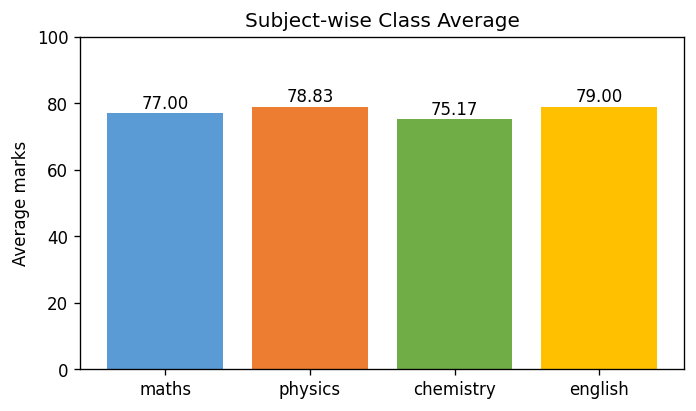 Subject-wise Class Average
Average marks
100
80
60
40
20
0
77.00
78.83
75.17
79.00
maths
physics
chemistry
english